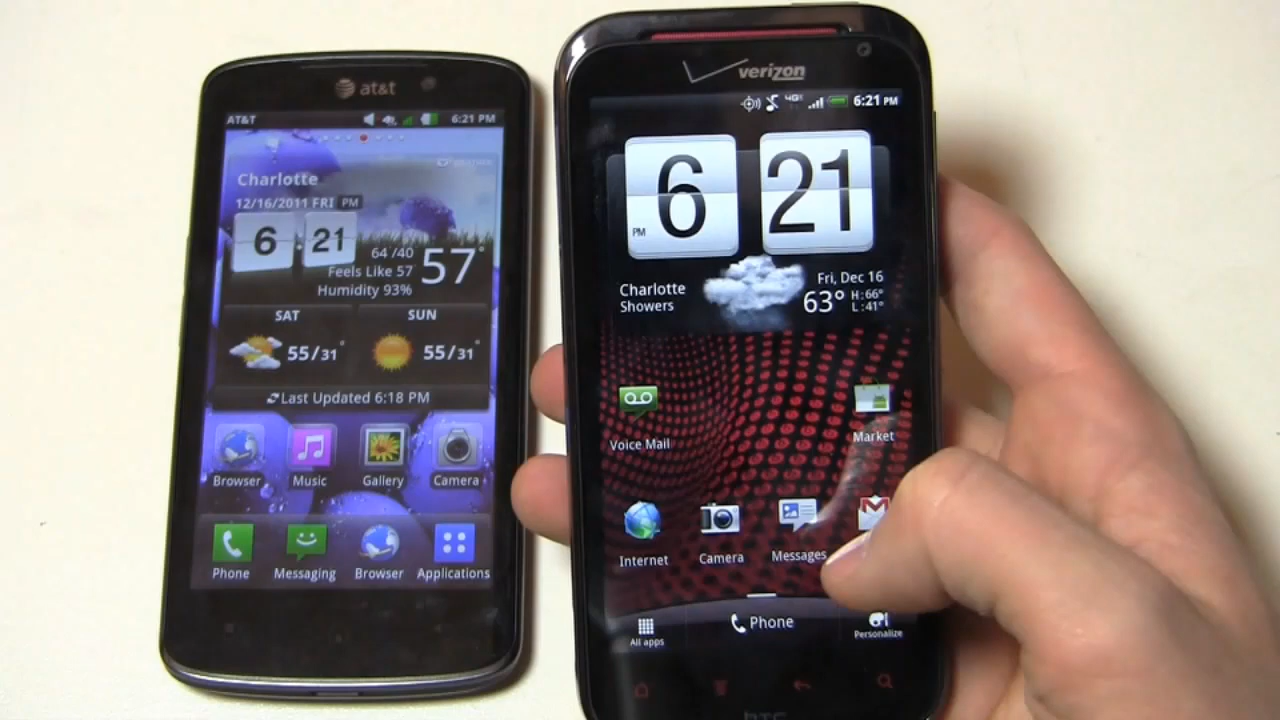 at&t
AT&T
6:21 PM
Charlotte
12/16/2011 FRI PM
6 21
64/40
Feels Like 57°
57°
Humidity 93%
SAT
SUN
55/31°
55/31°
Last Updated 6:18 PM
Browser
Music
Gallery
Camera
Phone
Messaging
Browser
Applications
verizon
4G
6:21 PM
6 21
PM
Charlotte
Showers
Fri, Dec 16
63°
H:66°
L:41°
Voice Mail
Market
Internet
Camera
Messages
All apps
Phone
Personalize
hTC